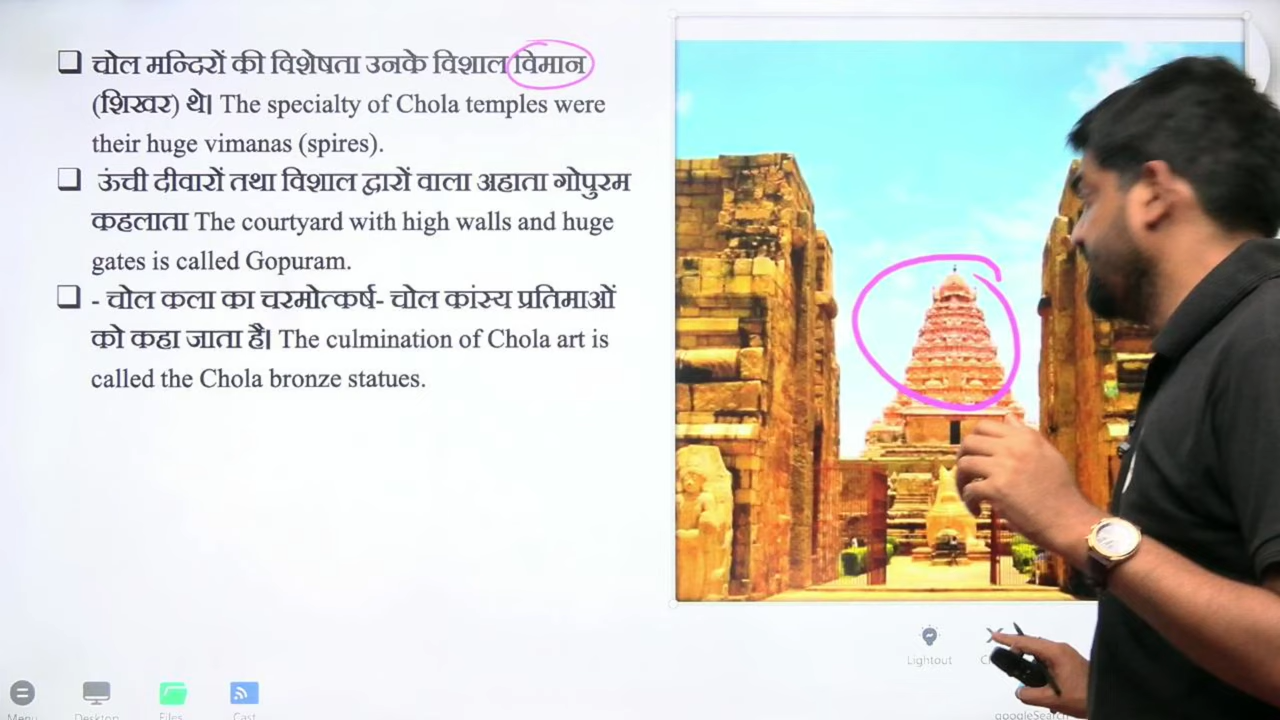 ❑ चोल मन्दिरों की विशेषता उनके विशाल विमान
(शिखर) थे| The specialty of Chola temples were
their huge vimanas (spires).
❑ ऊंची दीवारों तथा विशाल द्वारों वाला अहाता गोपुरम
कहलाता The courtyard with high walls and huge
gates is called Gopuram.
❑ - चोल कला का चरमोत्कर्ष- चोल कांस्य प्रतिमाओं
को कहा जाता है| The culmination of Chola art is
called the Chola bronze statues.
Lightout
Menu Desktop Files Cast googleSearch